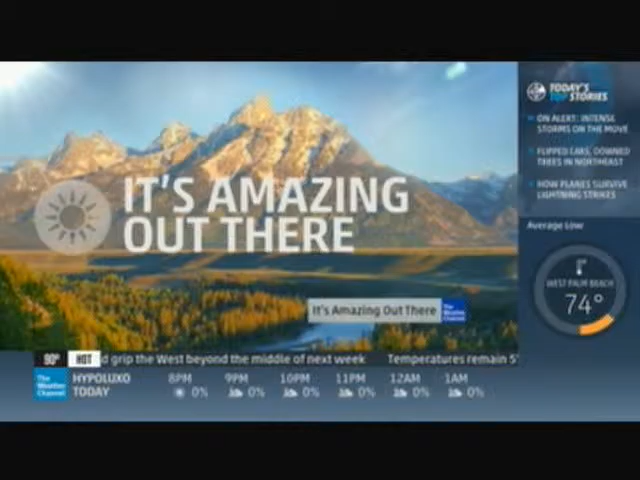 IT'S AMAZING
OUT THERE
It's Amazing Out There
The
Weather
Channel
TODAY'S
TOP STORIES
ON ALERT: INTENSE
STORMS ON THE MOVE
FLIPPED CARS, DOWNED
TREES IN NORTHEAST
HOW PLANES SURVIVE
LIGHTNING STRIKES
Average Low
WEST PALM BEACH
74°
90° HOT d grip the West beyond the middle of next week Temperatures remain 5°
The
Weather
Channel
HYPOLUXO
TODAY
8PM 9PM 10PM 11PM 12AM 1AM
0% 0% 0% 0% 0% 0%